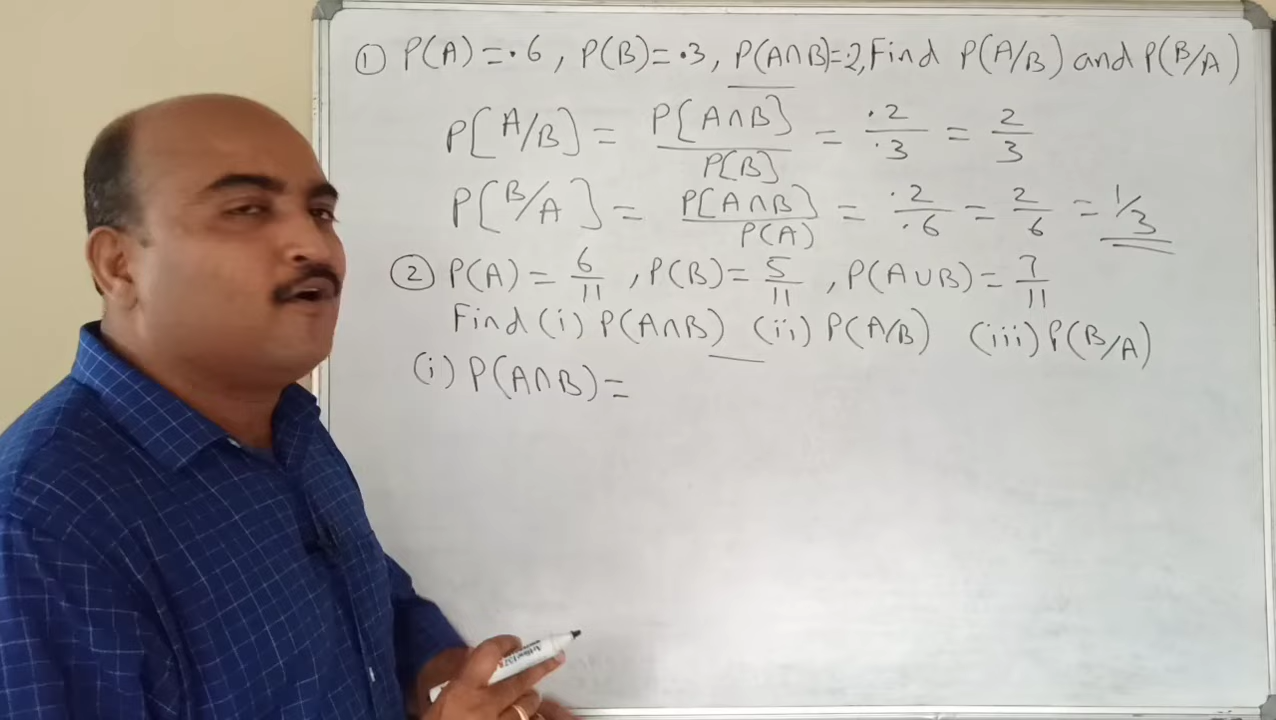 ① P(A) = .6, P(B) = .3, P(A∩B)=.2, Find P(A/B) and P(B/A)
P[A/B] = P[A∩B]/P[B] = .2/.3 = 2/3
P[B/A] = P[A∩B]/P(A) = .2/.6 = 2/6 = 1/3
② P(A) = 6/11, P(B) = 5/11, P(A∪B) = 7/11
Find (i) P(A∩B) (ii) P(A/B) (iii) P(B/A)
(i) P(A∩B) =